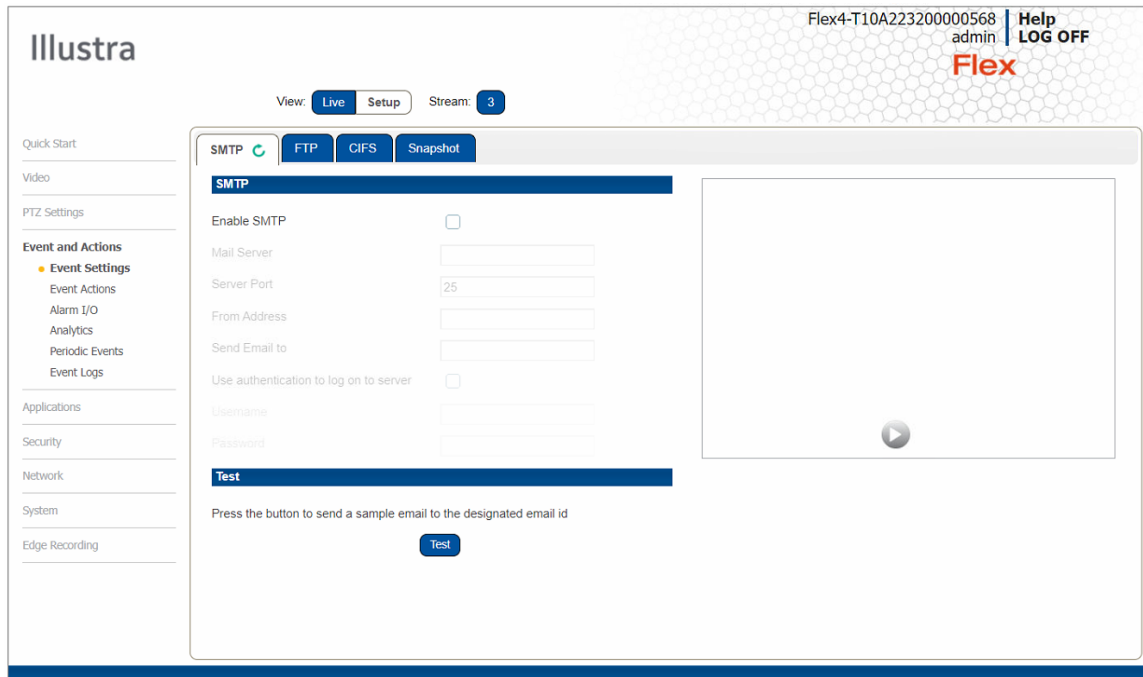 Flex4-T10A223200000568 Help
admin LOG OFF
Illustra
Flex
View: Live Setup Stream: 3
Quick Start
Video
PTZ Settings
Event and Actions
Event Settings
Event Actions
Alarm I/O
Analytics
Periodic Events
Event Logs
Applications
Security
Network
System
Edge Recording
SMTP FTP CIFS Snapshot
SMTP
Enable SMTP
Mail Server
Server Port 25
From Address
Send Email to
Use authentication to log on to server
Username
Password
Test
Press the button to send a sample email to the designated email id
Test